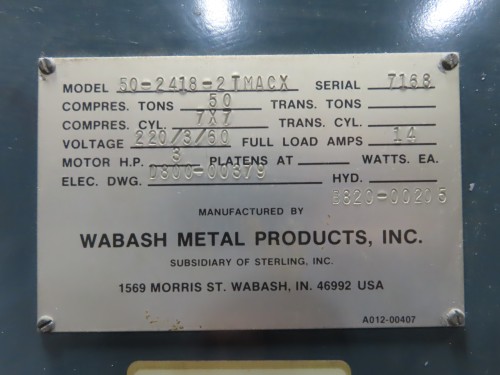 MODEL 50-2418-2TMACX SERIAL 7168
COMPRES. TONS 50 TRANS. TONS
COMPRES. CYL. 7X7 TRANS. CYL.
VOLTAGE 220/3/60 FULL LOAD AMPS 14
MOTOR H.P. 3 PLATENS AT WATTS. EA.
ELEC. DWG. D800-00379 HYD.
B820-00205
MANUFACTURED BY
WABASH METAL PRODUCTS, INC.
SUBSIDIARY OF STERLING, INC.
1569 MORRIS ST. WABASH, IN. 46992 USA
A012-00407